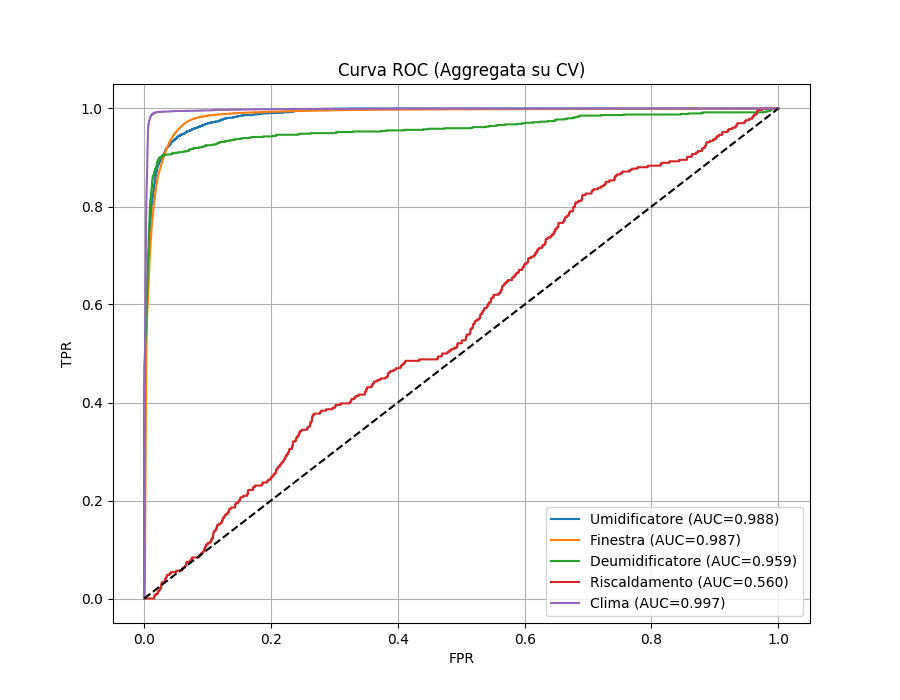 Curva ROC (Aggregata su CV)
TPR
1.0
0.8
0.6
0.4
0.2
0.0
0.0 0.2 0.4 0.6 0.8 1.0
FPR
Umidificatore (AUC=0.988)
Finestra (AUC=0.987)
Deumidificatore (AUC=0.959)
Riscaldamento (AUC=0.560)
Clima (AUC=0.997)